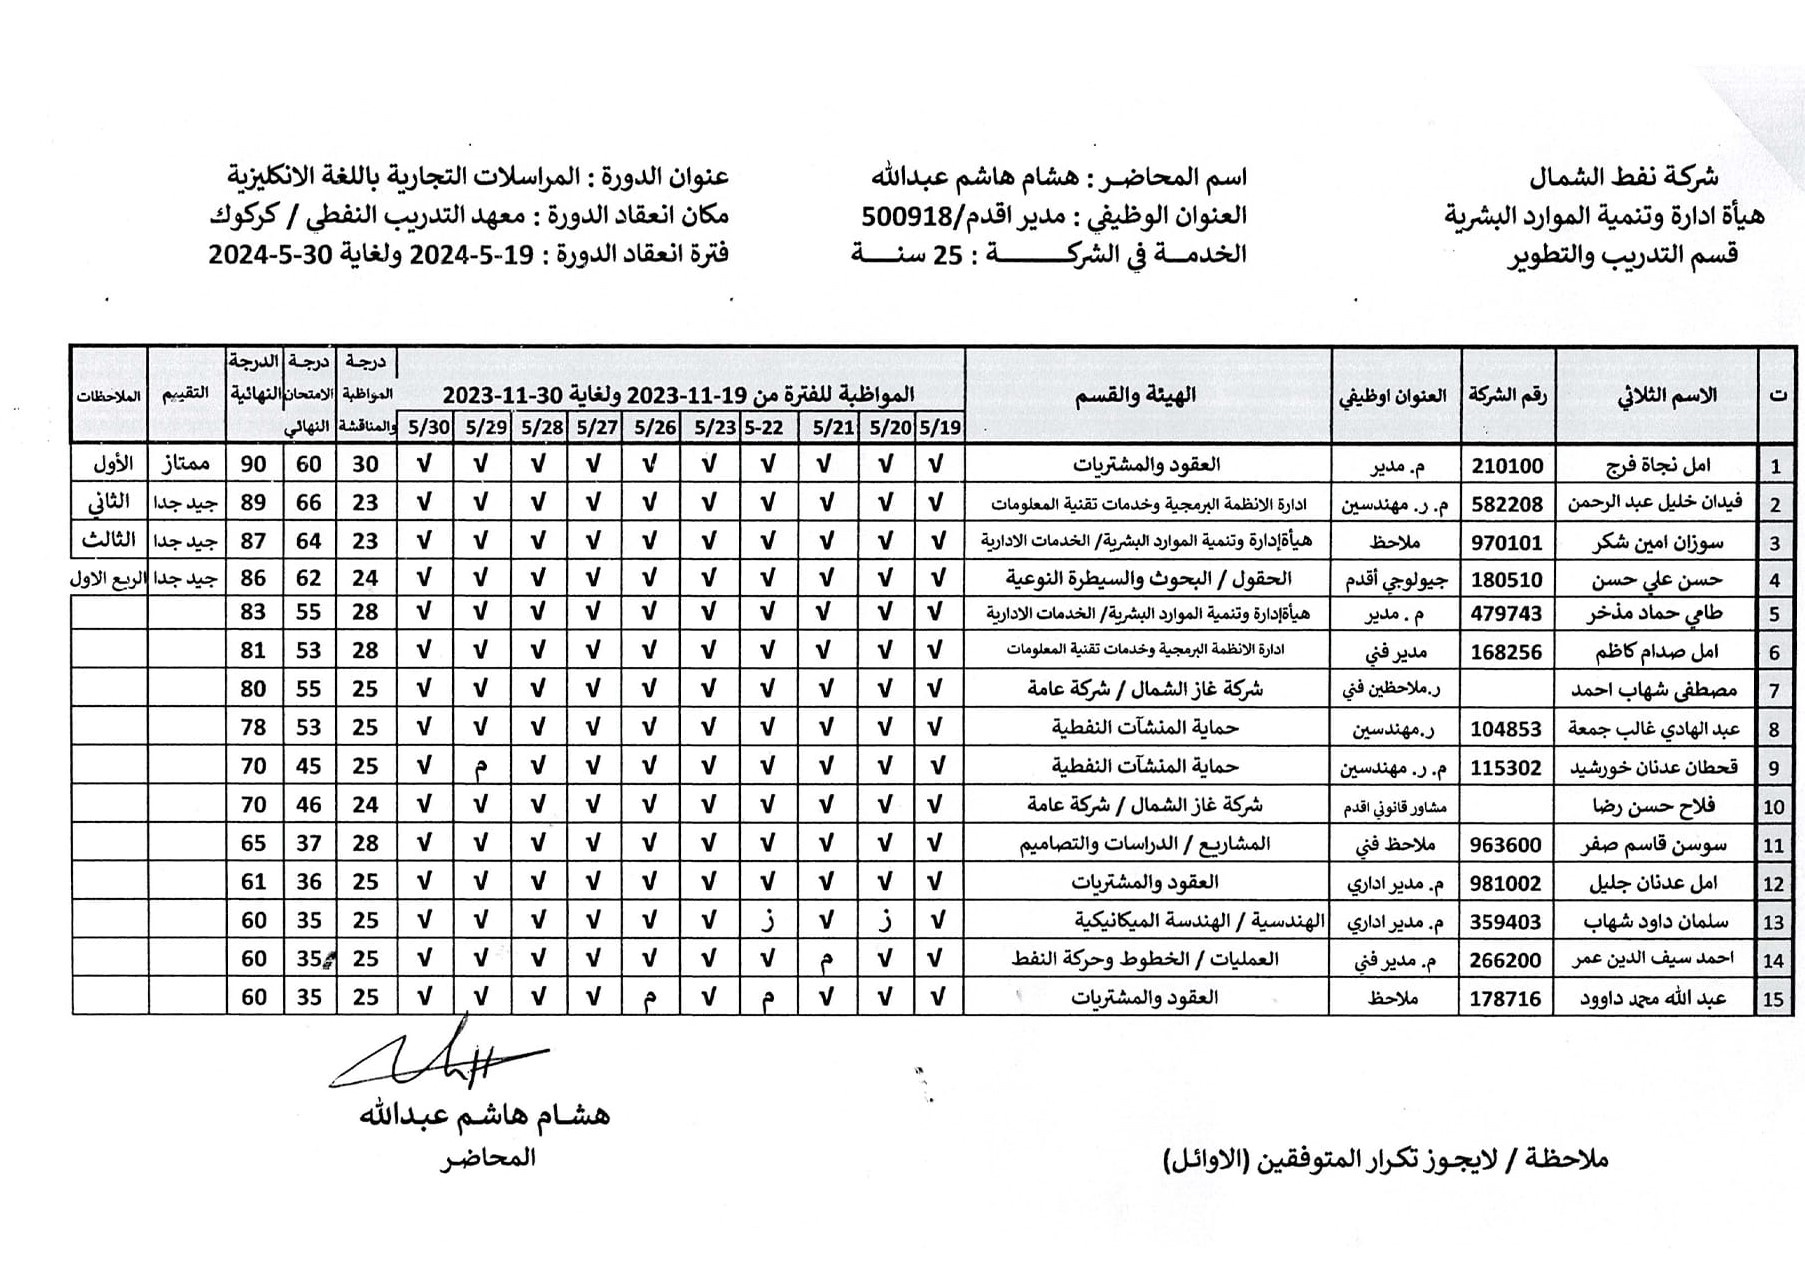 شركة نفط الشمال
هيأة ادارة وتنمية الموارد البشرية
قسم التدريب والتطوير
اسم المحاضر : هشام هاشم عبدالله
العنوان الوظيفي : مدير اقدم/500918
الخدمة في الشركة : 25 سنة
عنوان الدورة : المراسلات التجارية باللغة الانكليزية
مكان انعقاد الدورة : معهد التدريب النفطي / كركوك
فترة انعقاد الدورة : 19-5-2024 ولغاية 30-5-2024
ت الاسم الثلاثي رقم الشركة العنوان اوظيفي الهيئة والقسم المواظبة للفترة من 19-11-2023 ولغاية 30-11-2023 درجة المواظبة والمناقشة درجة الامتحان النهائي الدرجة النهائية التقييم الملاحظات
5/19 5/20 5/21 5-22 5/23 5/26 5/27 5/28 5/29 5/30
1 امل نجاة فرج 210100 م. مدير العقود والمشتريات √ √ √ √ √ √ √ √ √ √ 30 60 90 ممتاز الأول
2 فيدان خليل عبد الرحمن 582208 م. ر. مهندسين ادارة الانظمة البرمجية وخدمات تقنية المعلومات √ √ √ √ √ √ √ √ √ √ 23 66 89 جيد جدا الثاني
3 سوزان امين شكر 970101 ملاحظ هيأةإدارة وتنمية الموارد البشرية/ الخدمات الادارية √ √ √ √ √ √ √ √ √ √ 23 64 87 جيد جدا الثالث
4 حسن علي حسن 180510 جيولوجي أقدم الحقول / البحوث والسيطرة النوعية √ √ √ √ √ √ √ √ √ √ 24 62 86 جيد جدا الربع الاول
5 طامي حماد مذخر 479743 م . مدير هيأةإدارة وتنمية الموارد البشرية/ الخدمات الادارية √ √ √ √ √ √ √ √ √ √ 28 55 83
6 امل صدام كاظم 168256 مدير فني ادارة الانظمة البرمجية وخدمات تقنية المعلومات √ √ √ √ √ √ √ √ √ √ 28 53 81
7 مصطفى شهاب احمد ر.ملاحظين فني شركة غاز الشمال / شركة عامة √ √ √ √ √ √ √ √ √ √ 25 55 80
8 عبد الهادي غالب جمعة 104853 ر.مهندسين حماية المنشآت النفطية √ √ √ √ √ √ √ √ √ √ 25 53 78
9 قحطان عدنان خورشيد 115302 م. ر. مهندسين حماية المنشآت النفطية √ √ √ √ √ √ √ √ م √ 25 45 70
10 فلاح حسن رضا مشاور قانوني اقدم شركة غاز الشمال / شركة عامة √ √ √ √ √ √ √ √ √ √ 24 46 70
11 سوسن قاسم صفر 963600 ملاحظ فني المشاريع / الدراسات والتصاميم √ √ √ √ √ √ √ √ √ √ 28 37 65
12 امل عدنان جليل 981002 م. مدير اداري العقود والمشتريات √ √ √ √ √ √ √ √ √ √ 25 36 61
13 سلمان داود شهاب 359403 م. مدير اداري الهندسية / الهندسة الميكانيكية √ ز √ ز √ √ √ √ √ √ 25 35 60
14 احمد سيف الدين عمر 266200 م. مدير فني العمليات / الخطوط وحركة النفط √ √ م √ √ √ √ √ √ √ 25 35 60
15 عبد الله محمد داوود 178716 ملاحظ العقود والمشتريات √ √ √ م √ م √ √ √ √ 25 35 60
هشام هاشم عبدالله
المحاضر
ملاحظة / لايجوز تكرار المتوفقين (الاوائل)